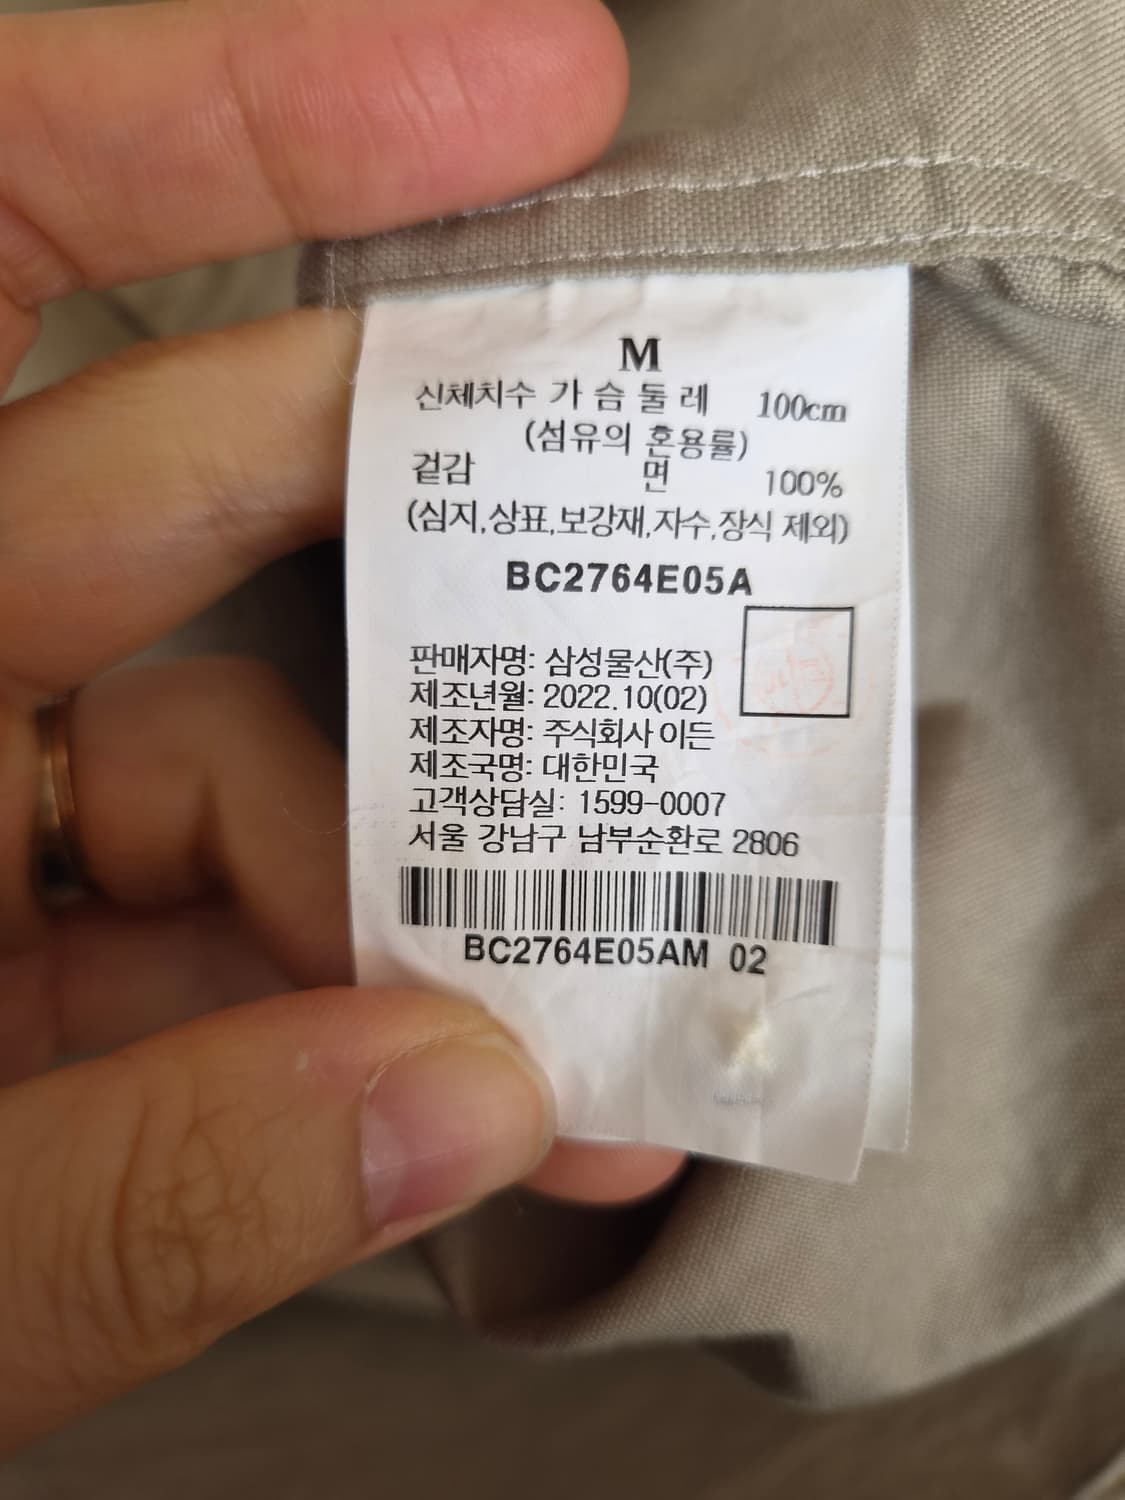 M
신체치수 가슴둘레 100cm
(섬유의 혼용률)
겉감 면 100%
(심지,상표,보강재,자수,장식 제외)
BC2764E05A
판매자명: 삼성물산(주)
제조년월: 2022.10(02)
제조자명: 주식회사 이든
제조국명: 대한민국
고객상담실: 1599-0007
서울 강남구 남부순환로 2806
BC2764E05AM 02